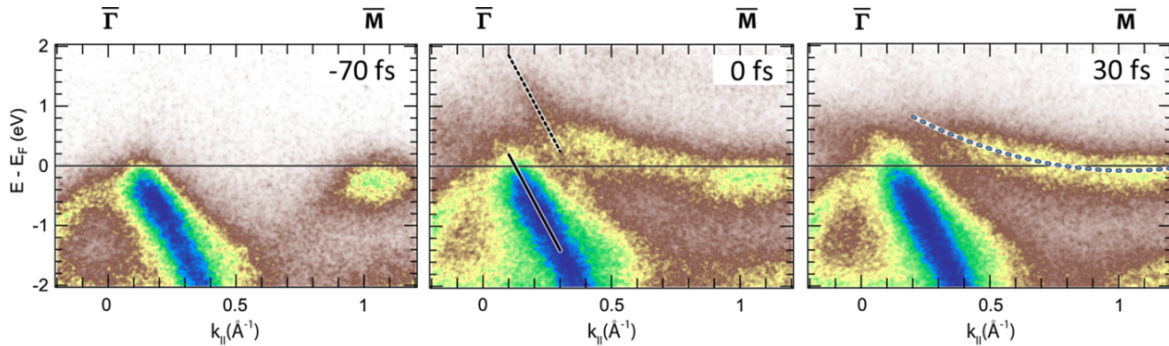 Γ̅ M̅ Γ̅ M̅ Γ̅ M̅
-70 fs 0 fs 30 fs
2
1
0
-1
-2
E - E_F (eV)
0 0.5 1 0 0.5 1 0 0.5 1
k_||(Å⁻¹) k_||(Å⁻¹) k_||(Å⁻¹)